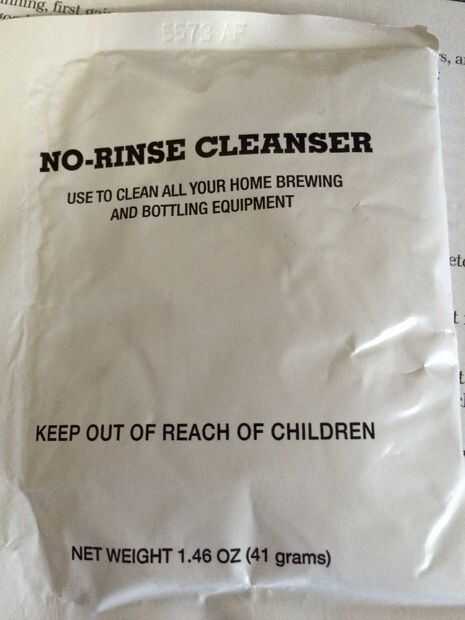 first
5573 AF
NO-RINSE CLEANSER
USE TO CLEAN ALL YOUR HOME BREWING
AND BOTTLING EQUIPMENT
KEEP OUT OF REACH OF CHILDREN
NET WEIGHT 1.46 OZ (41 grams)